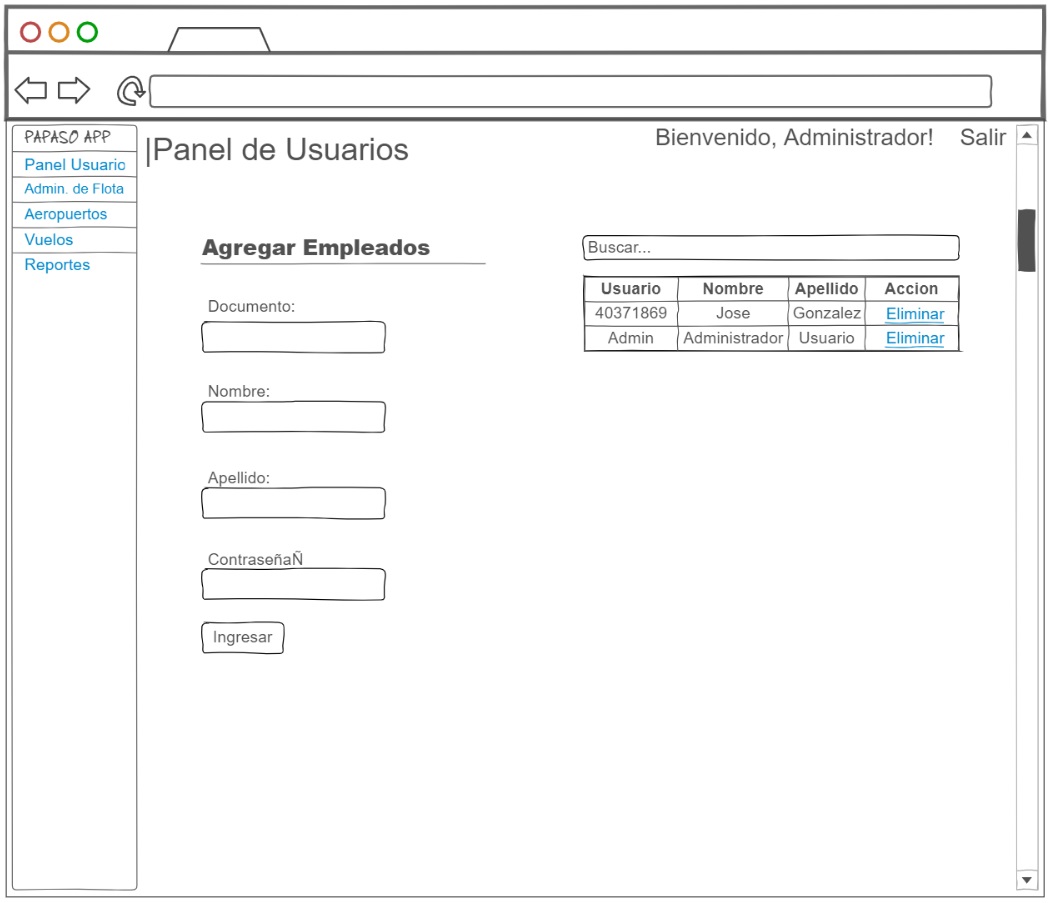 PAPASO APP
Panel Usuario
Admin. de Flota
Aeropuertos
Vuelos
Reportes
|Panel de Usuarios
Bienvenido, Administrador! Salir
Agregar Empleados
Documento:
Nombre:
Apellido:
ContraseñaÑ
Ingresar
Buscar...
Usuario Nombre Apellido Accion
40371869 Jose Gonzalez Eliminar
Admin Administrador Usuario Eliminar